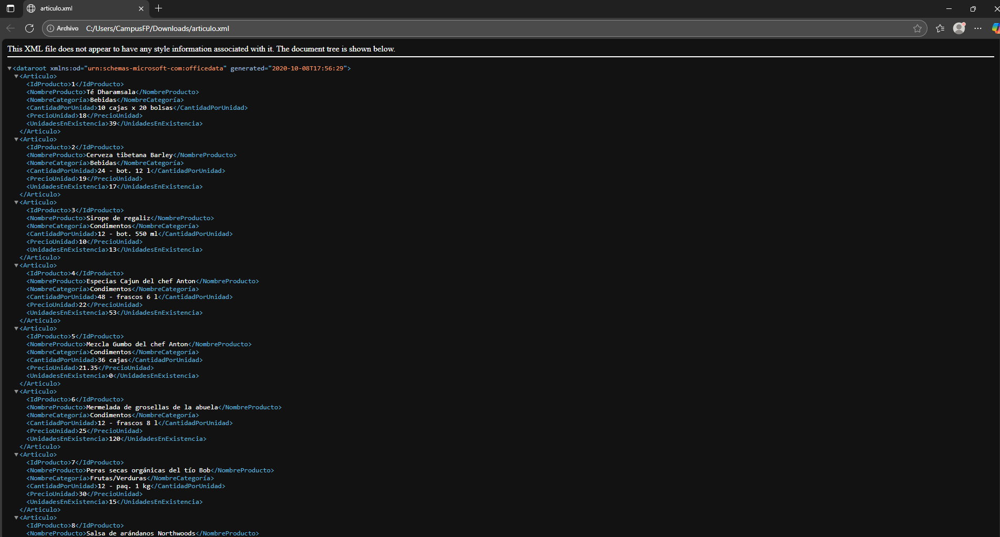 articulo.xml
Archivo C:/Users/CampusFP/Downloads/articulo.xml
This XML file does not appear to have any style information associated with it. The document tree is shown below.
<dataroot xmlns:od="urn:schemas-microsoft-com:officedata" generated="2020-10-08T17:56:29">
<Articulo>
<IdProducto>1</IdProducto>
<NombreProducto>Té Dharamsala</NombreProducto>
<NombreCategoría>Bebidas</NombreCategoría>
<CantidadPorUnidad>10 cajas x 20 bolsas</CantidadPorUnidad>
<PrecioUnidad>18</PrecioUnidad>
<UnidadesEnExistencia>39</UnidadesEnExistencia>
</Articulo>
<Articulo>
<IdProducto>2</IdProducto>
<NombreProducto>Cerveza tibetana Barley</NombreProducto>
<NombreCategoría>Bebidas</NombreCategoría>
<CantidadPorUnidad>24 - bot. 12 l</CantidadPorUnidad>
<PrecioUnidad>19</PrecioUnidad>
<UnidadesEnExistencia>17</UnidadesEnExistencia>
</Articulo>
<Articulo>
<IdProducto>3</IdProducto>
<NombreProducto>Sirope de regaliz</NombreProducto>
<NombreCategoría>Condimentos</NombreCategoría>
<CantidadPorUnidad>12 - bot. 550 ml</CantidadPorUnidad>
<PrecioUnidad>10</PrecioUnidad>
<UnidadesEnExistencia>13</UnidadesEnExistencia>
</Articulo>
<Articulo>
<IdProducto>4</IdProducto>
<NombreProducto>Especias Cajun del chef Anton</NombreProducto>
<NombreCategoría>Condimentos</NombreCategoría>
<CantidadPorUnidad>48 - frascos 6 l</CantidadPorUnidad>
<PrecioUnidad>22</PrecioUnidad>
<UnidadesEnExistencia>53</UnidadesEnExistencia>
</Articulo>
<Articulo>
<IdProducto>5</IdProducto>
<NombreProducto>Mezcla Gumbo del chef Anton</NombreProducto>
<NombreCategoría>Condimentos</NombreCategoría>
<CantidadPorUnidad>36 cajas</CantidadPorUnidad>
<PrecioUnidad>21.35</PrecioUnidad>
<UnidadesEnExistencia>0</UnidadesEnExistencia>
</Articulo>
<Articulo>
<IdProducto>6</IdProducto>
<NombreProducto>Mermelada de grosellas de la abuela</NombreProducto>
<NombreCategoría>Condimentos</NombreCategoría>
<CantidadPorUnidad>12 - frascos 8 l</CantidadPorUnidad>
<PrecioUnidad>25</PrecioUnidad>
<UnidadesEnExistencia>120</UnidadesEnExistencia>
</Articulo>
<Articulo>
<IdProducto>7</IdProducto>
<NombreProducto>Peras secas orgánicas del tío Bob</NombreProducto>
<NombreCategoría>Frutas/Verduras</NombreCategoría>
<CantidadPorUnidad>12 - paq. 1 kg</CantidadPorUnidad>
<PrecioUnidad>30</PrecioUnidad>
<UnidadesEnExistencia>15</UnidadesEnExistencia>
</Articulo>
<Articulo>
<IdProducto>8</IdProducto>
<NombreProducto>Salsa de arándanos Northwoods</NombreProducto>